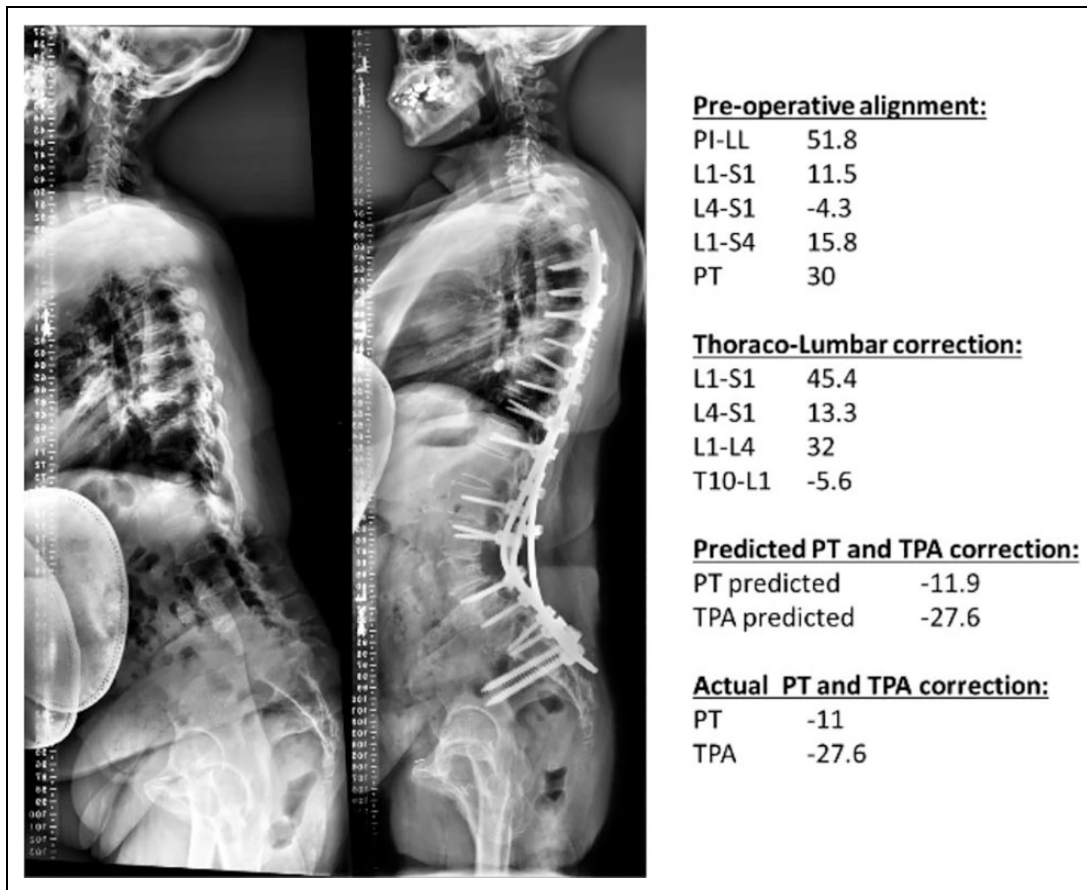 Pre-operative alignment:
PI-LL 51.8
L1-S1 11.5
L4-S1 -4.3
L1-S4 15.8
PT 30
Thoraco-Lumbar correction:
L1-S1 45.4
L4-S1 13.3
L1-L4 32
T10-L1 -5.6
Predicted PT and TPA correction:
PT predicted -11.9
TPA predicted -27.6
Actual PT and TPA correction:
PT -11
TPA -27.6